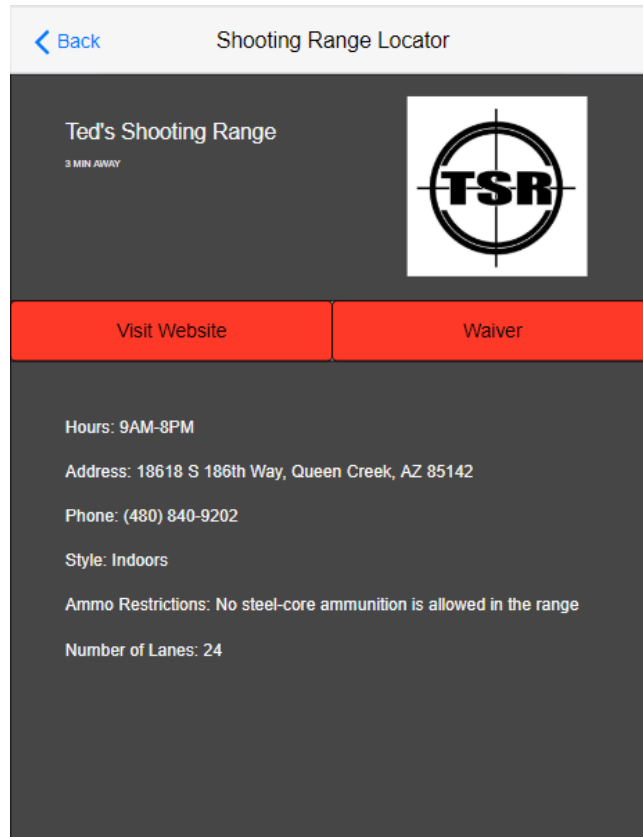 Back
Shooting Range Locator
Ted's Shooting Range
3 MIN AWAY
TSR
Visit Website
Waiver
Hours: 9AM-8PM
Address: 18618 S 186th Way, Queen Creek, AZ 85142
Phone: (480) 840-9202
Style: Indoors
Ammo Restrictions: No steel-core ammunition is allowed in the range
Number of Lanes: 24